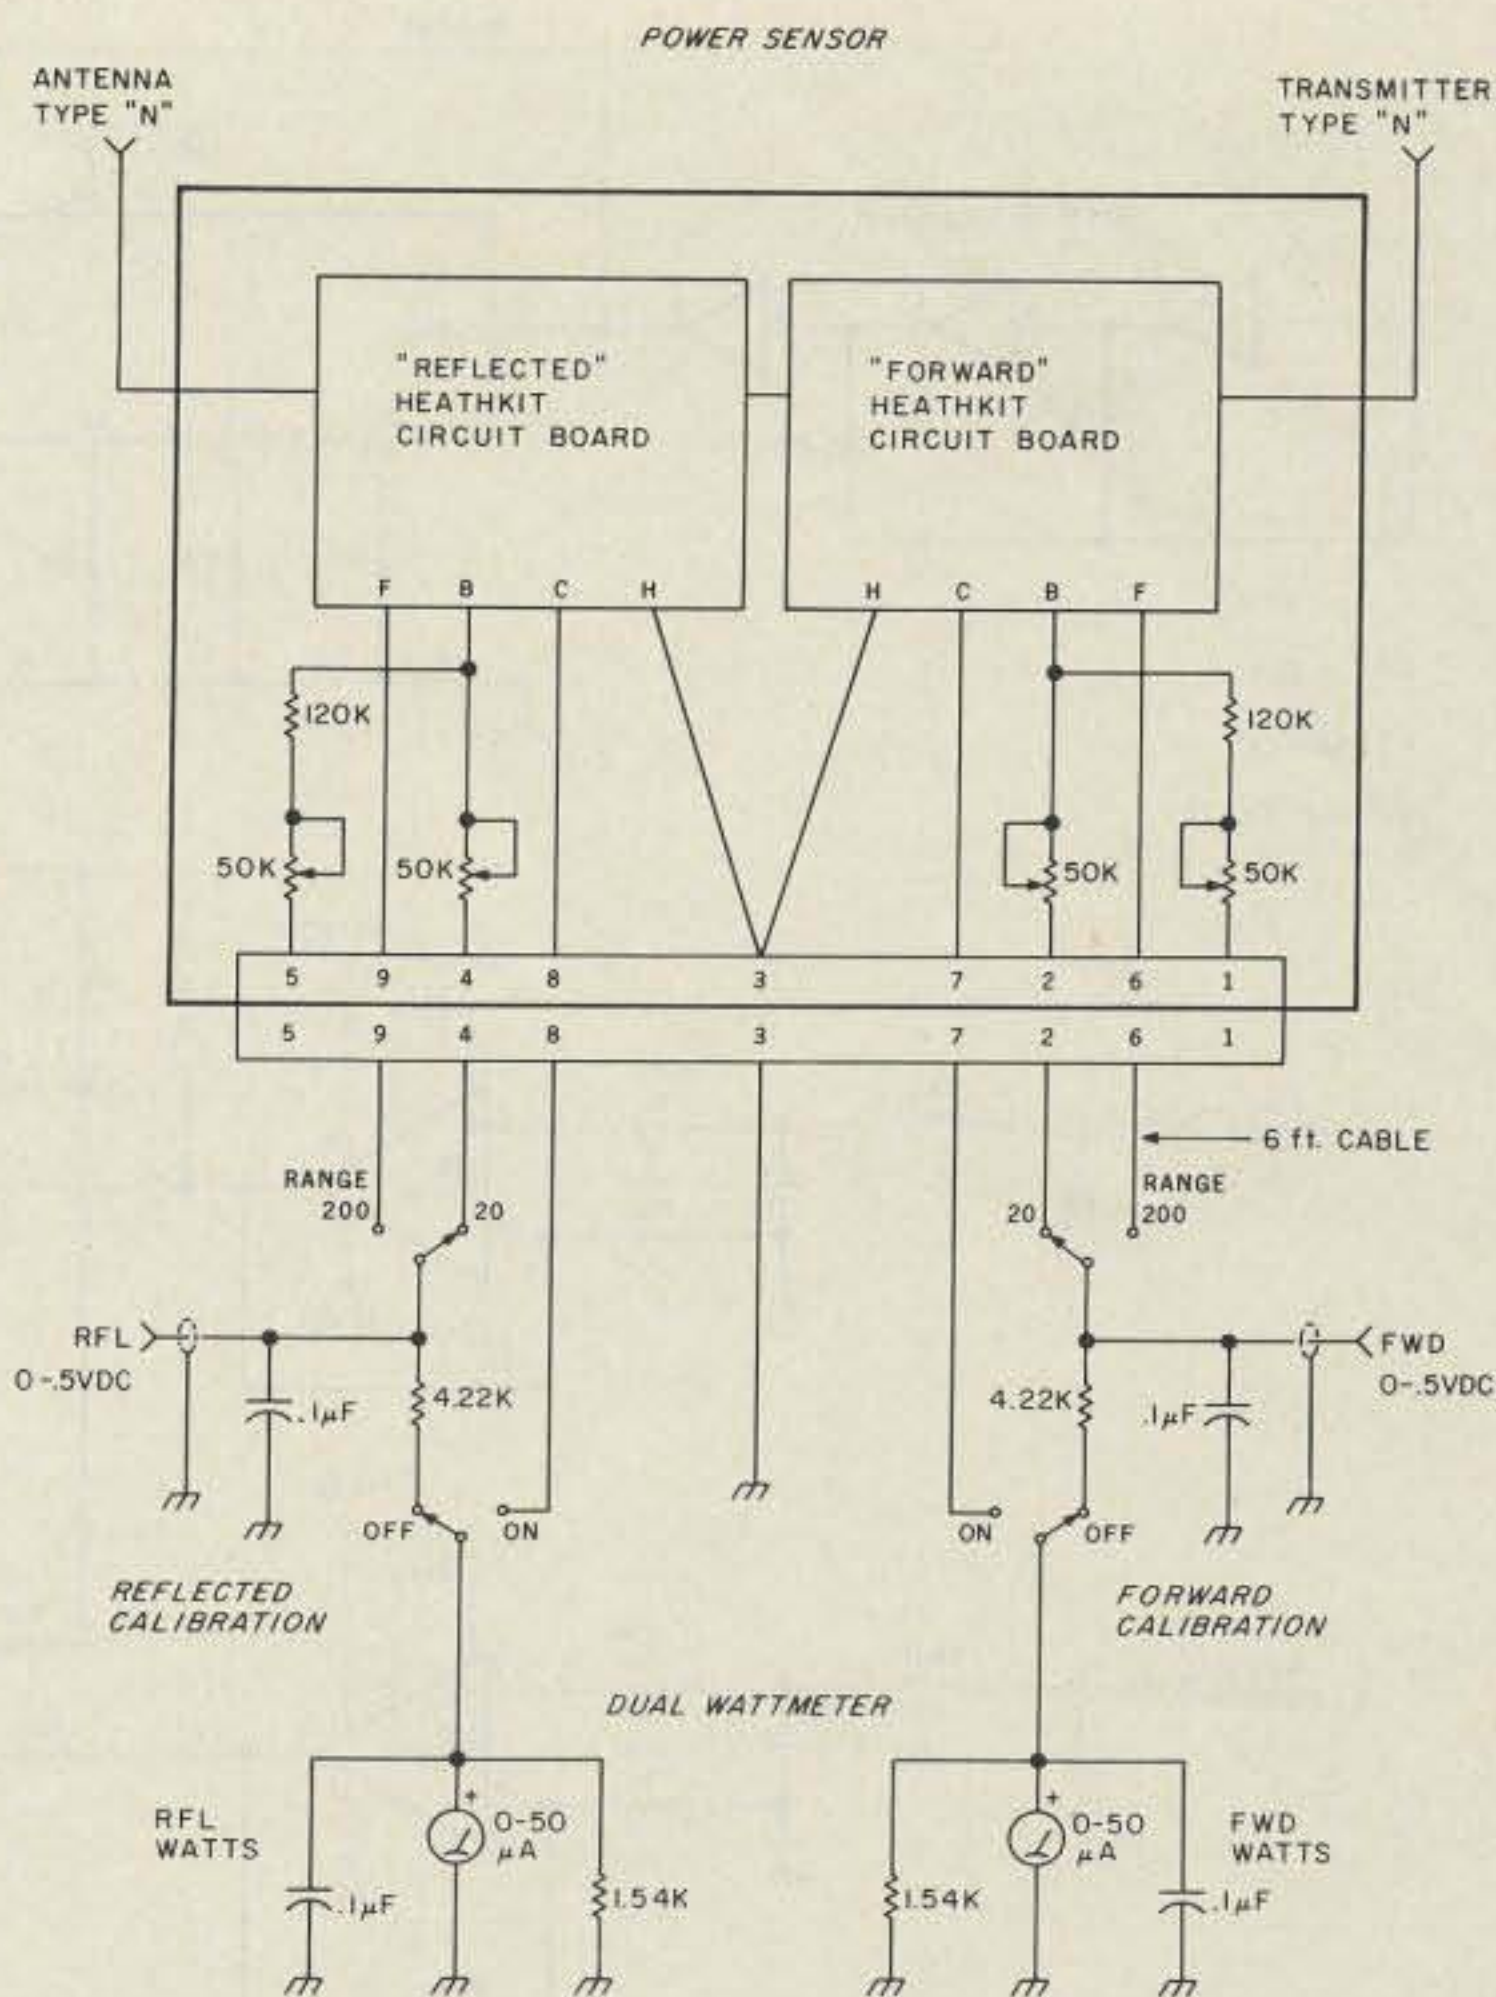 POWER SENSOR
ANTENNA
TYPE "N"
TRANSMITTER
TYPE "N"
"REFLECTED"
HEATHKIT
CIRCUIT BOARD
"FORWARD"
HEATHKIT
CIRCUIT BOARD
F B C H
H C B F
120K
120K
50K
50K
50K
50K
5 9 4 8 3 7 2 6 1
5 9 4 8 3 7 2 6 1
6 ft. CABLE
RANGE
200
20
20
RANGE
200
RFL
0-.5VDC
.1µF
4.22K
4.22K
.1µF
FWD
0-.5VDC
OFF
ON
ON
OFF
REFLECTED
CALIBRATION
FORWARD
CALIBRATION
DUAL WATTMETER
RFL
WATTS
.1µF
+
0-50
µA
1.54K
1.54K
+
0-50
µA
.1µF
FWD
WATTS